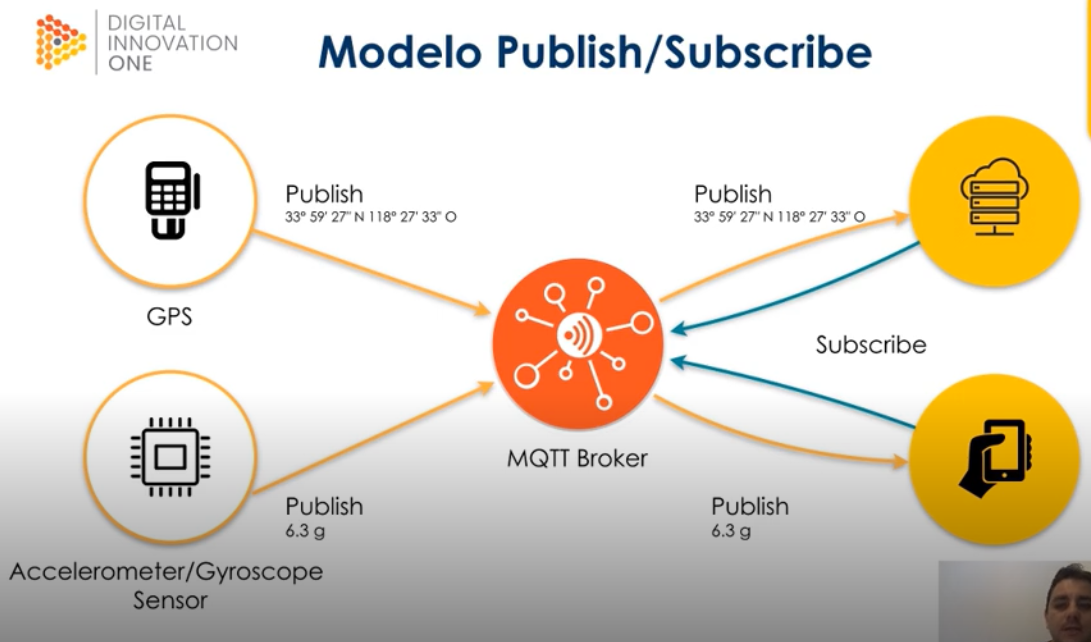 DIGITAL
INNOVATION
ONE
Modelo Publish/Subscribe
Publish
33° 59' 27" N 118° 27' 33" O
Publish
33° 59' 27" N 118° 27' 33" O
GPS
Subscribe
MQTT Broker
Publish
6.3 g
Publish
6.3 g
Accelerometer/Gyroscope
Sensor